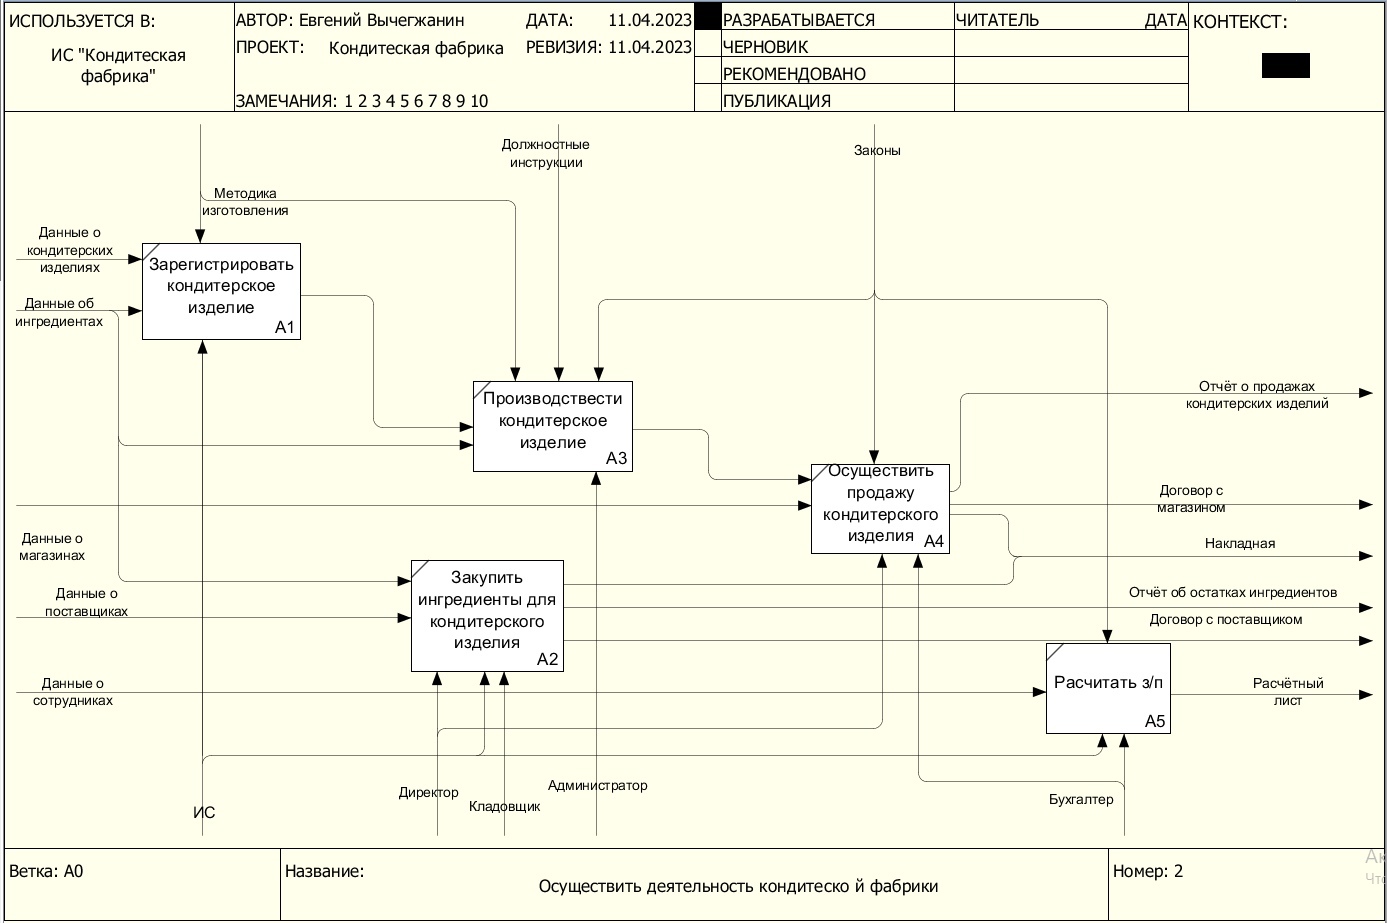 ИСПОЛЬЗУЕТСЯ В:
ИС "Кондитеская
фабрика"
АВТОР: Евгений Вычегжанин
ДАТА: 11.04.2023
ПРОЕКТ: Кондитеская фабрика
РЕВИЗИЯ: 11.04.2023
ЗАМЕЧАНИЯ: 1 2 3 4 5 6 7 8 9 10
РАЗРАБАТЫВАЕТСЯ
ЧЕРНОВИК
РЕКОМЕНДОВАНО
ПУБЛИКАЦИЯ
ЧИТАТЕЛЬ
ДАТА
КОНТЕКСТ:
Должностные
инструкции
Законы
Методика
изготовления
Данные о
кондитерских
изделиях
Данные об
ингредиентах
Зарегистрировать
кондитерское
изделие
A1
Производствести
кондитерское
изделие
A3
Отчёт о продажах
кондитерских изделий
Осуществить
продажу
кондитерского
изделия
A4
Договор с
магазином
Накладная
Данные о
магазинах
Данные о
поставщиках
Закупить
ингредиенты для
кондитерского
изделия
A2
Отчёт об остатках ингредиентов
Договор с поставщиком
Данные о
сотрудниках
Расчитать з/п
A5
Расчётный
лист
ИС
Директор
Кладовщик
Администратор
Бухгалтер
Ветка: A0
Название:
Осуществить деятельность кондитеско й фабрики
Номер: 2